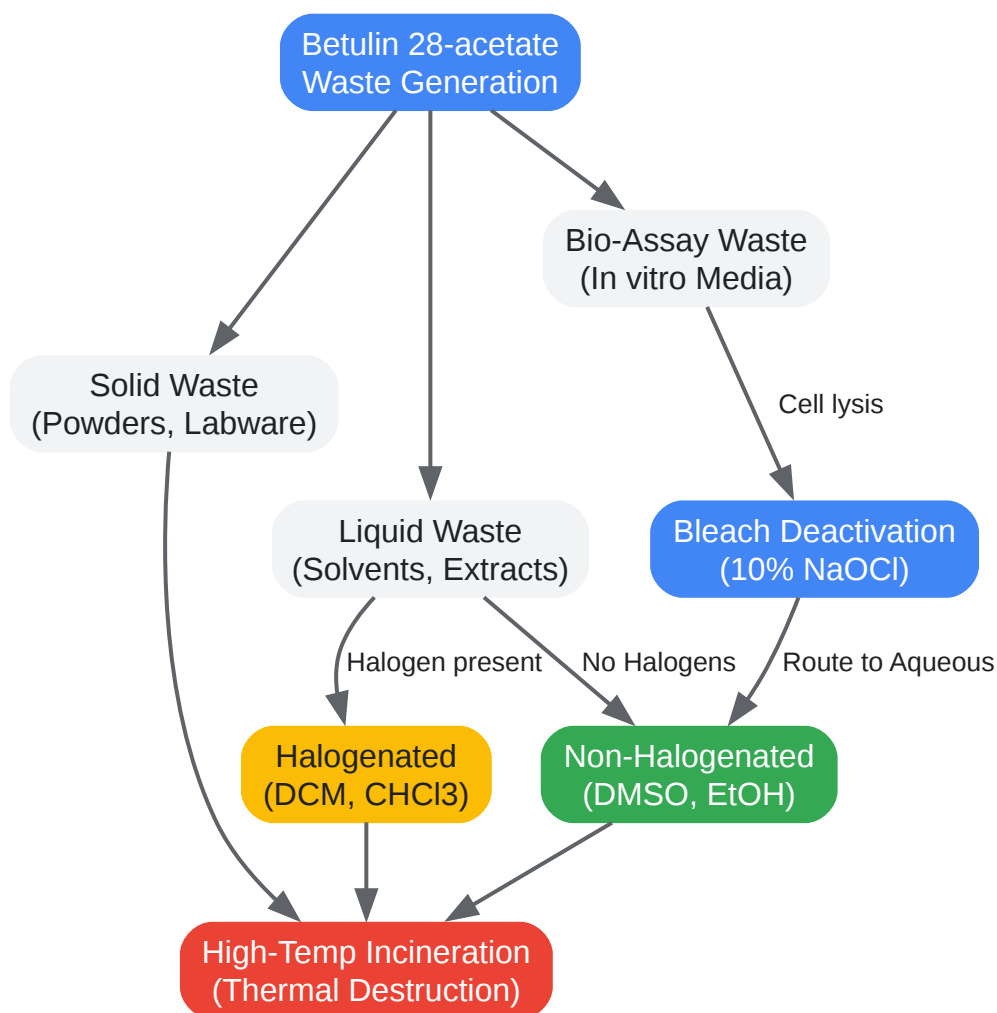 Betulin 28-acetate
Waste Generation
Bio-Assay Waste
(In vitro Media)
Solid Waste
(Powders, Labware)
Cell lysis
Liquid Waste
(Solvents, Extracts)
Bleach Deactivation
(10% NaOCl)
Halogen present
No Halogens
Route to Aqueous
Halogenated
(DCM, CHCl3)
Non-Halogenated
(DMSO, EtOH)
High-Temp Incineration
(Thermal Destruction)